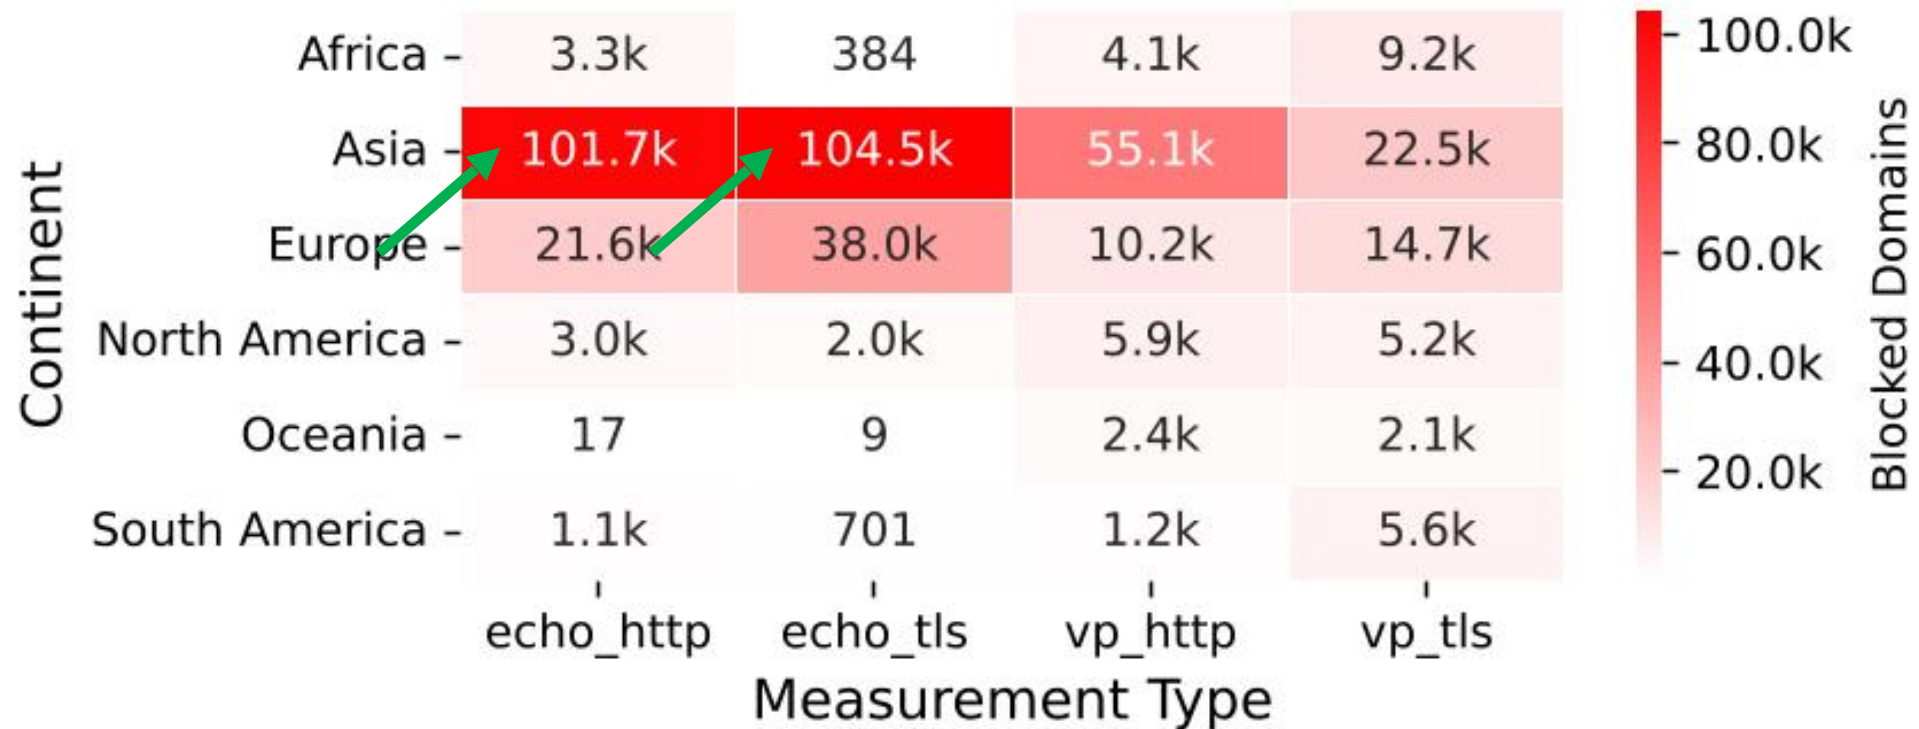 Continent
Africa 3.3k 384 4.1k 9.2k
Asia 101.7k 104.5k 55.1k 22.5k
Europe 21.6k 38.0k 10.2k 14.7k
North America 3.0k 2.0k 5.9k 5.2k
Oceania 17 9 2.4k 2.1k
South America 1.1k 701 1.2k 5.6k
echo_http echo_tls vp_http vp_tls
Measurement Type
100.0k
80.0k
60.0k
40.0k
20.0k
Blocked Domains